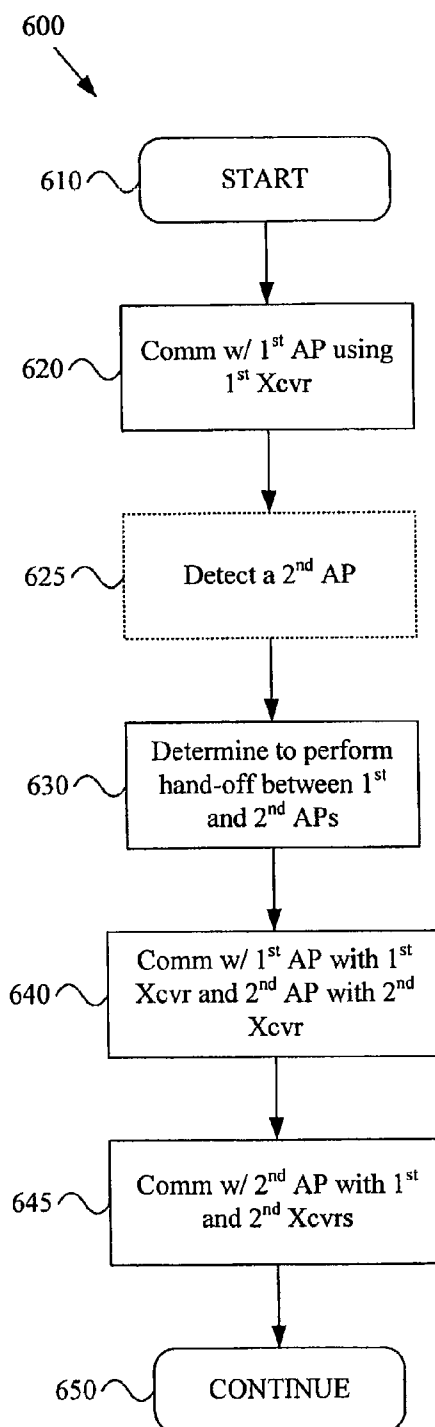 600
610
START
620
Comm w/ 1st AP using
1st Xcvr
625
Detect a 2nd AP
630
Determine to perform
hand-off between 1st
and 2nd APs
640
Comm w/ 1st AP with 1st
Xcvr and 2nd AP with 2nd
Xcvr
645
Comm w/ 2nd AP with 1st
and 2nd Xcvrs
650
CONTINUE